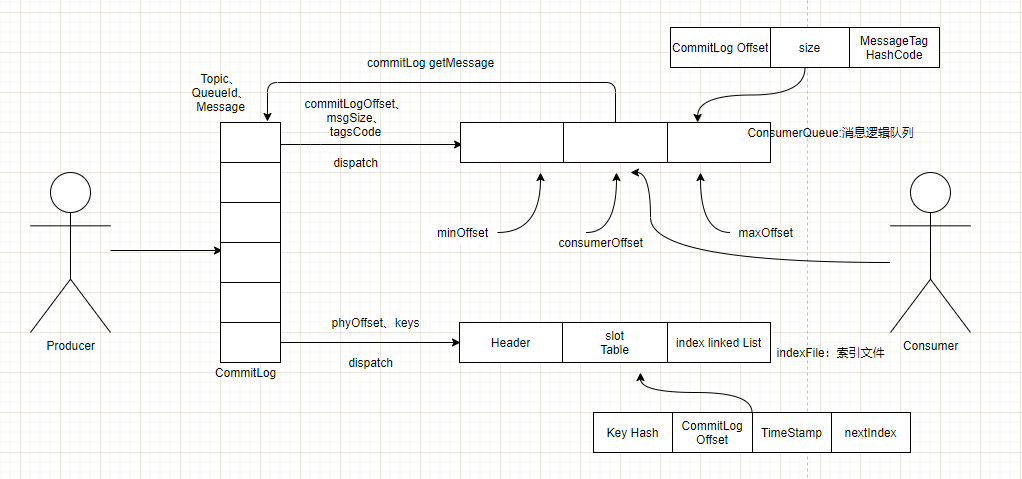 CommitLog Offset
size
MessageTag
HashCode
commitLog getMessage
Topic、
QueueId、
Message
commitLogOffset、
msgSize、
tagsCode
dispatch
ConsumerQueue:消息逻辑队列
minOffset
consumerOffset
maxOffset
Producer
phyOffset、keys
dispatch
CommitLog
Header
slot
Table
index linked List
indexFile：索引文件
Consumer
Key Hash
CommitLog
Offset
TimeStamp
nextIndex